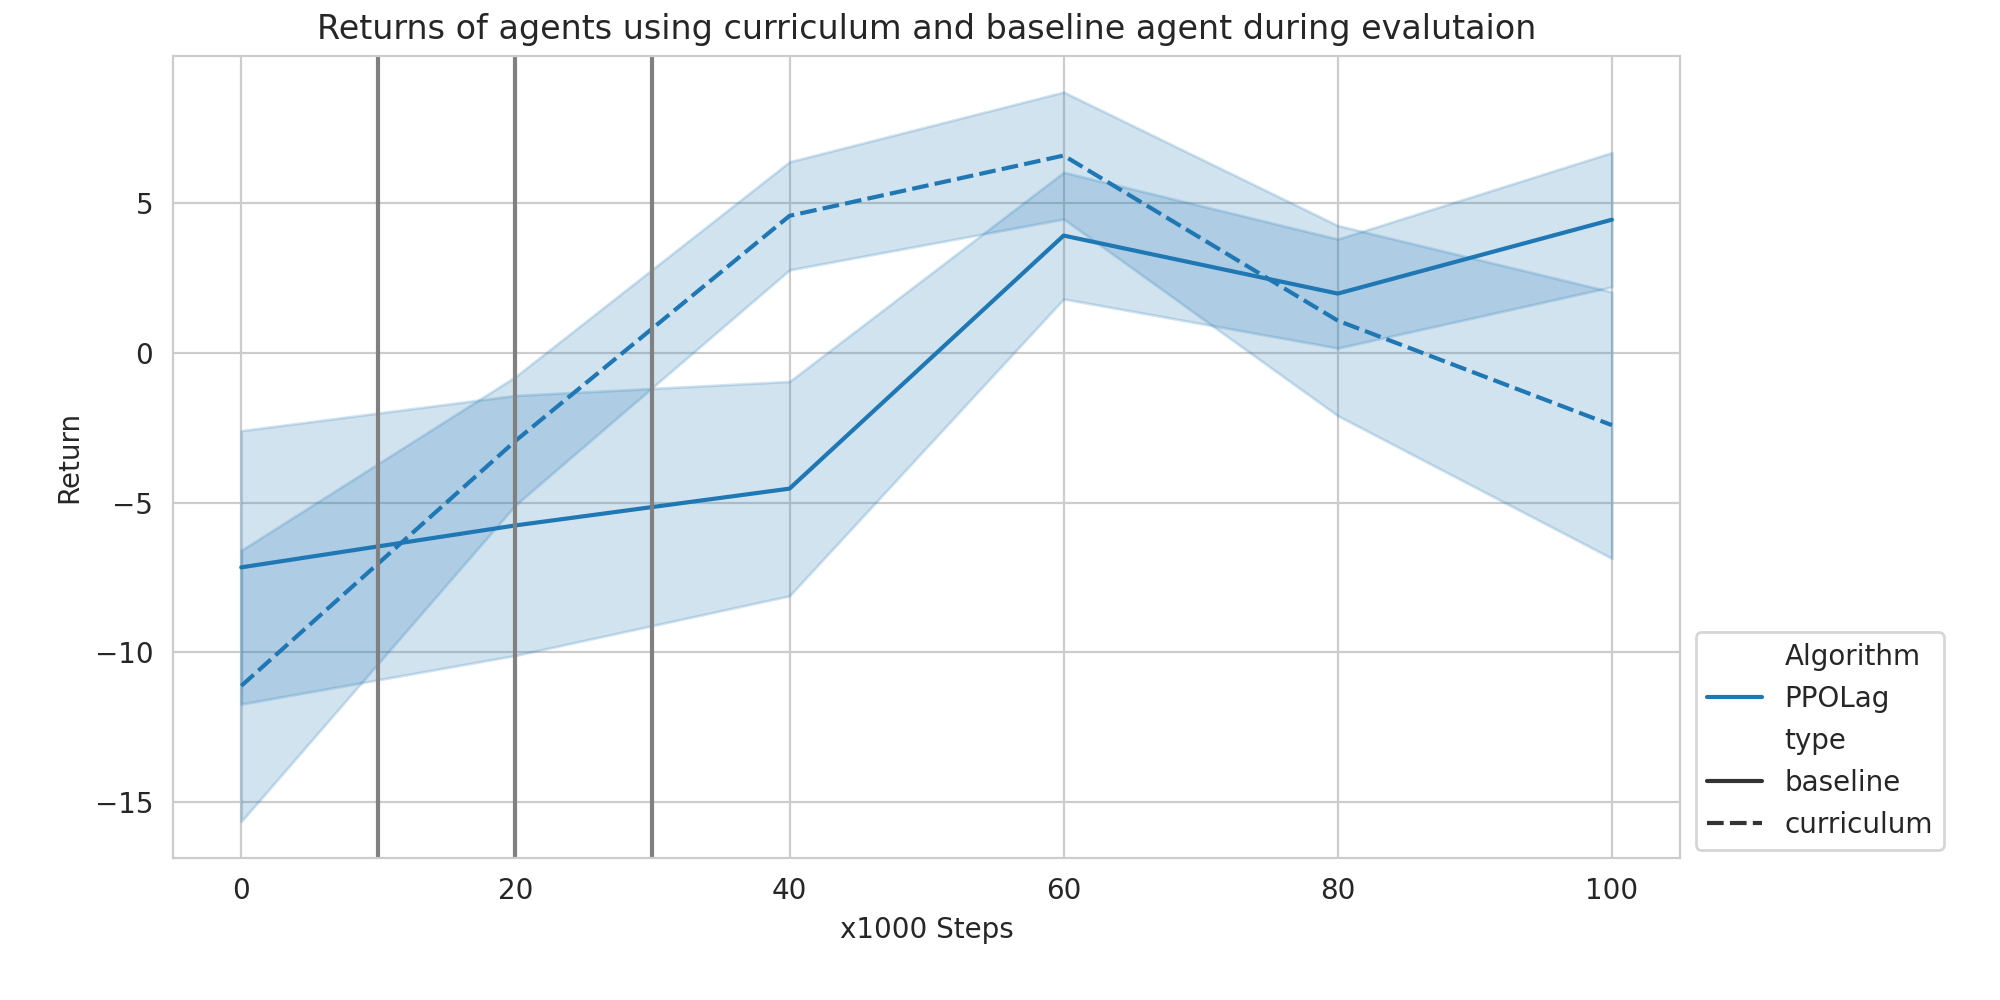 Returns of agents using curriculum and baseline agent during evalutaion
Return
5
0
−5
−10
−15
0 20 40 60 80 100
x1000 Steps
Algorithm
PPOLag
type
baseline
curriculum